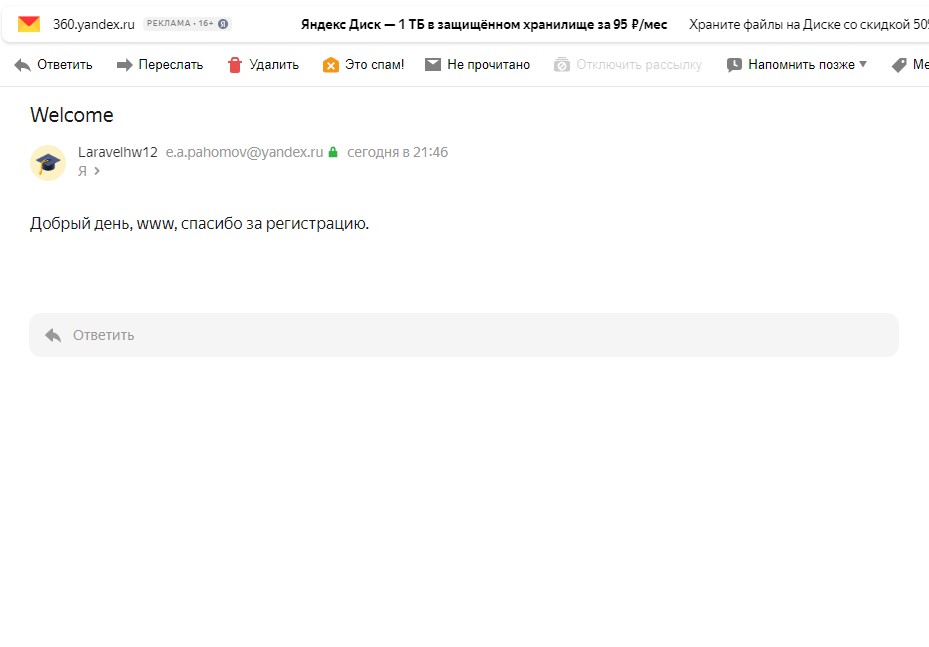 360.yandex.ru РЕКЛАМА • 16+ Я Яндекс Диск — 1 ТБ в защищённом хранилище за 95 ₽/мес Храните файлы на Диске со скидкой 50%
Ответить Переслать Удалить Это спам! Не прочитано Отключить рассылку Напомнить позже Ме
Welcome
Laravelhw12 e.a.pahomov@yandex.ru сегодня в 21:46
Я
Добрый день, www, спасибо за регистрацию.
Ответить